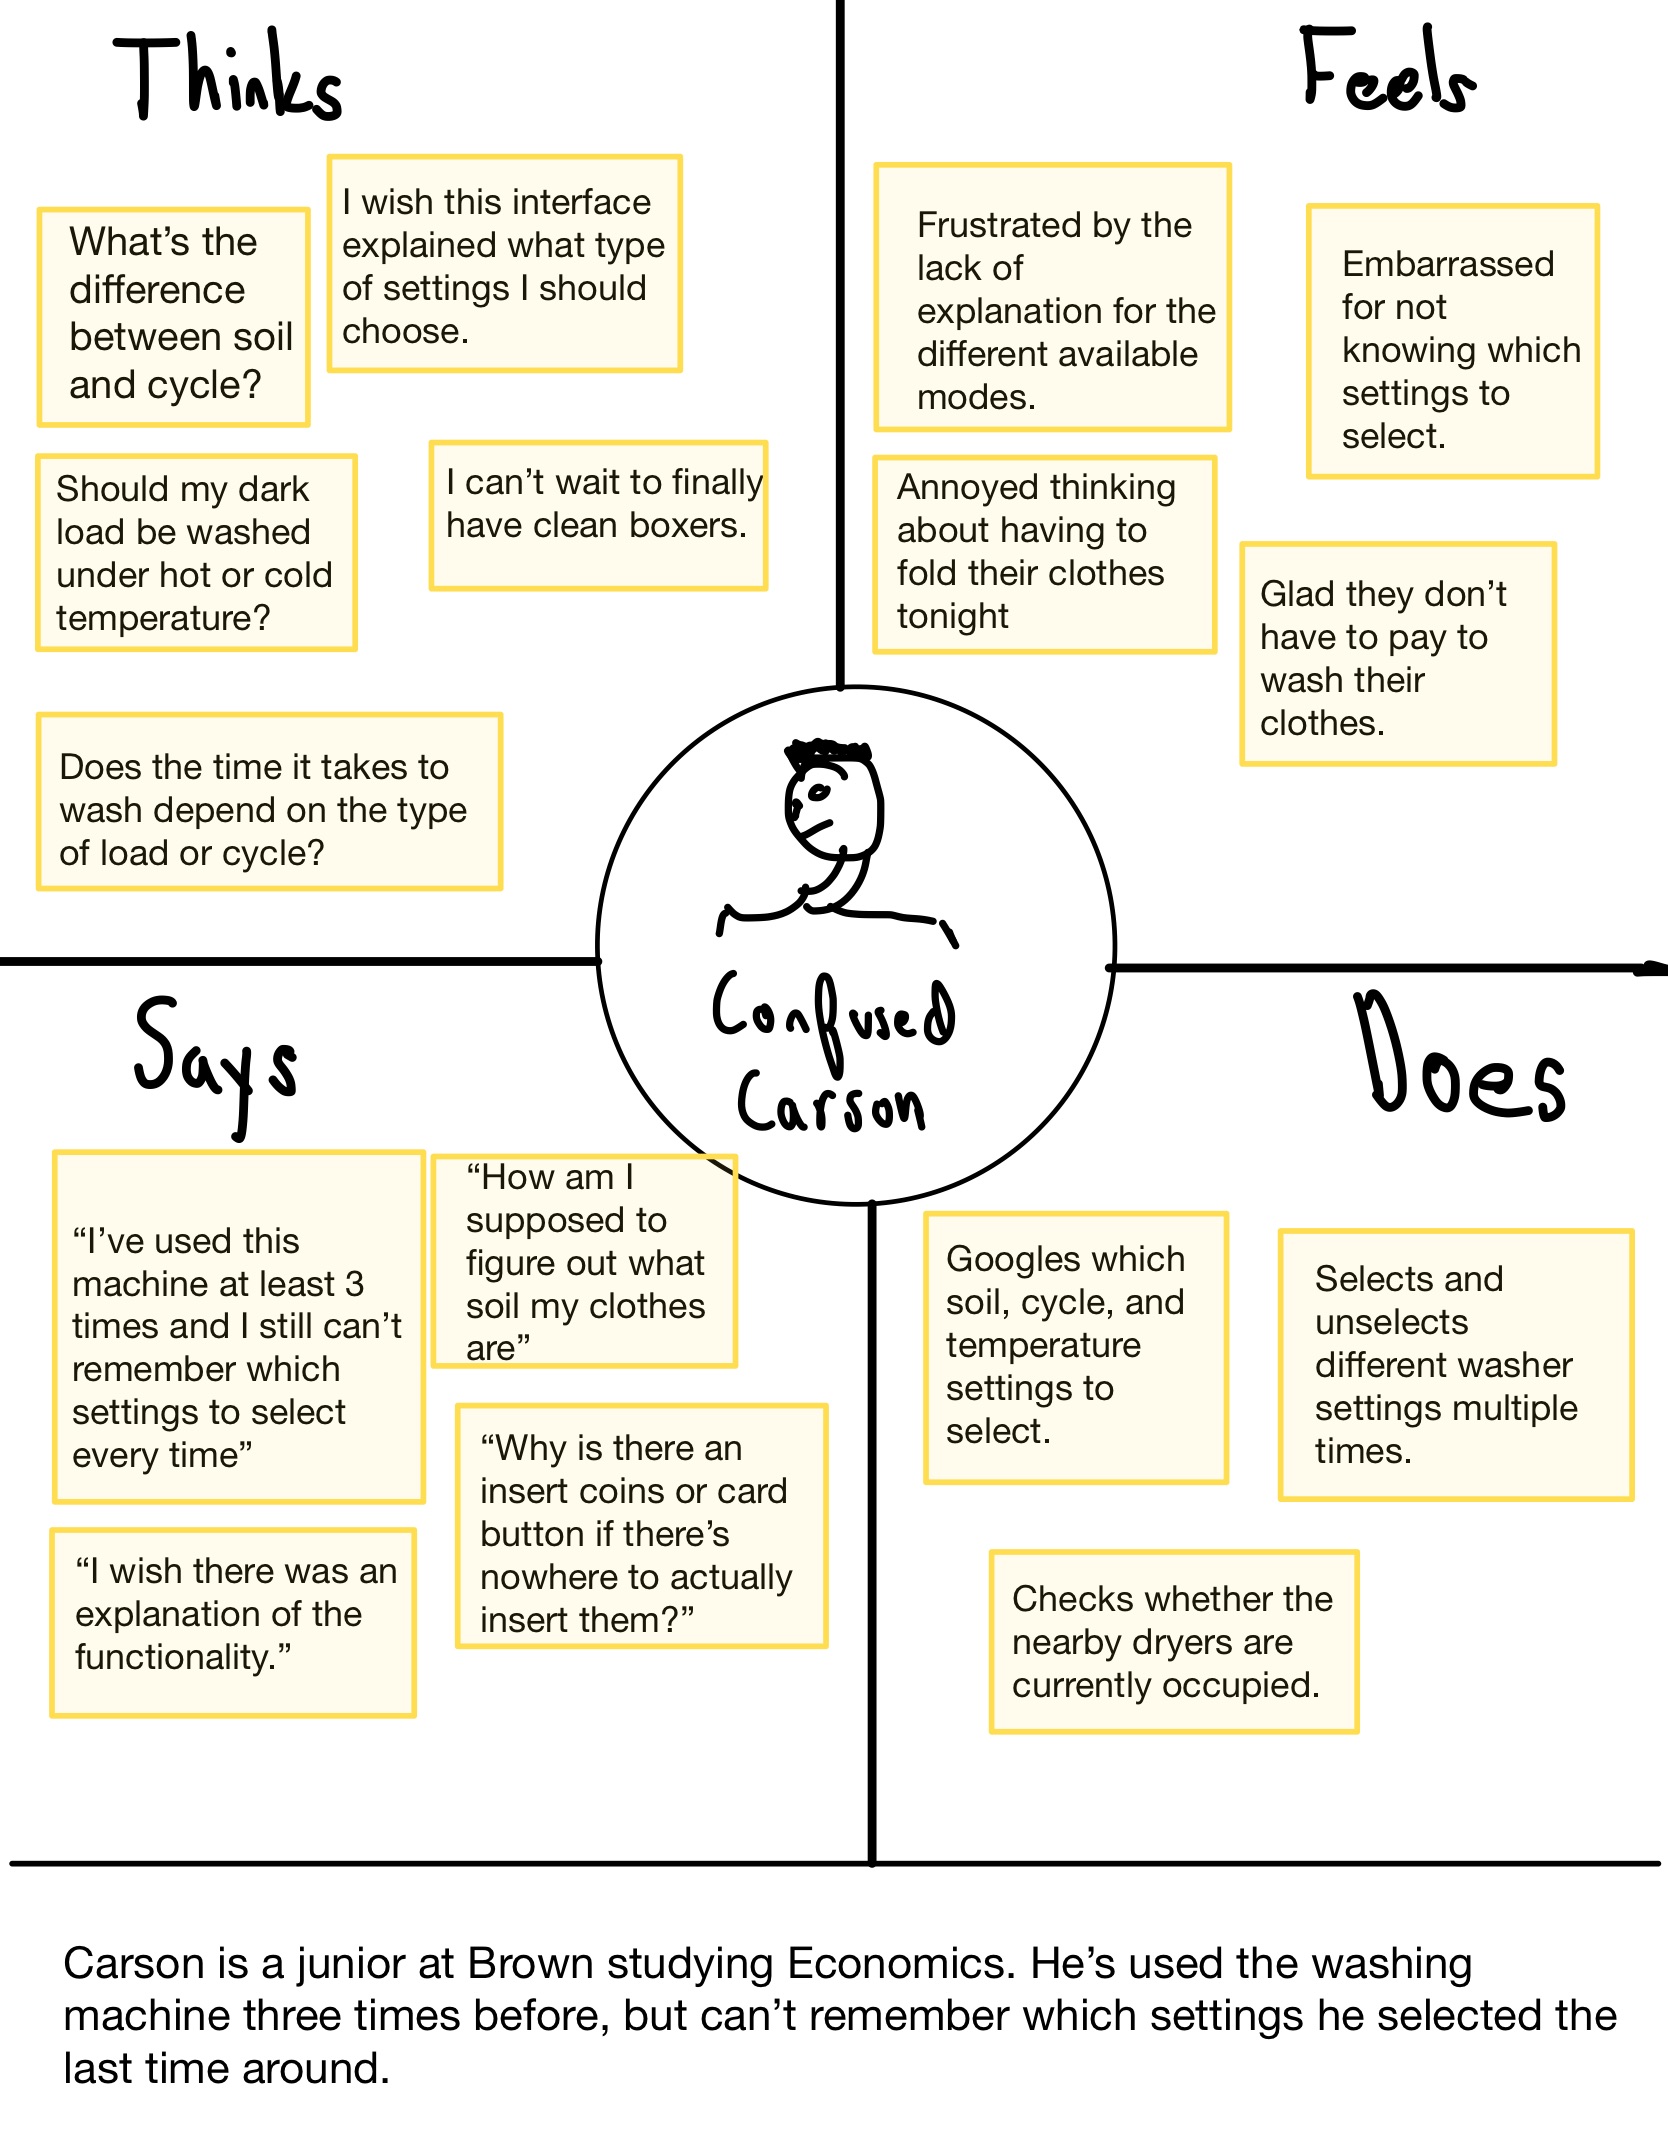 Thinks
What’s the
difference
between soil
and cycle?
I wish this interface
explained what type
of settings I should
choose.
Should my dark
load be washed
under hot or cold
temperature?
I can’t wait to finally
have clean boxers.
Does the time it takes to
wash depend on the type
of load or cycle?
Feels
Frustrated by the
lack of
explanation for the
different available
modes.
Embarrassed
for not
knowing which
settings to
select.
Annoyed thinking
about having to
fold their clothes
tonight
Glad they don’t
have to pay to
wash their
clothes.
Confused
Carson
Says
“I’ve used this
machine at least 3
times and I still can’t
remember which
settings to select
every time”
“How am I
supposed to
figure out what
soil my clothes
are”
“Why is there an
insert coins or card
button if there’s
nowhere to actually
insert them?”
“I wish there was an
explanation of the
functionality.”
Does
Googles which
soil, cycle, and
temperature
settings to
select.
Selects and
unselects
different washer
settings multiple
times.
Checks whether the
nearby dryers are
currently occupied.
Carson is a junior at Brown studying Economics. He’s used the washing
machine three times before, but can’t remember which settings he selected the
last time around.